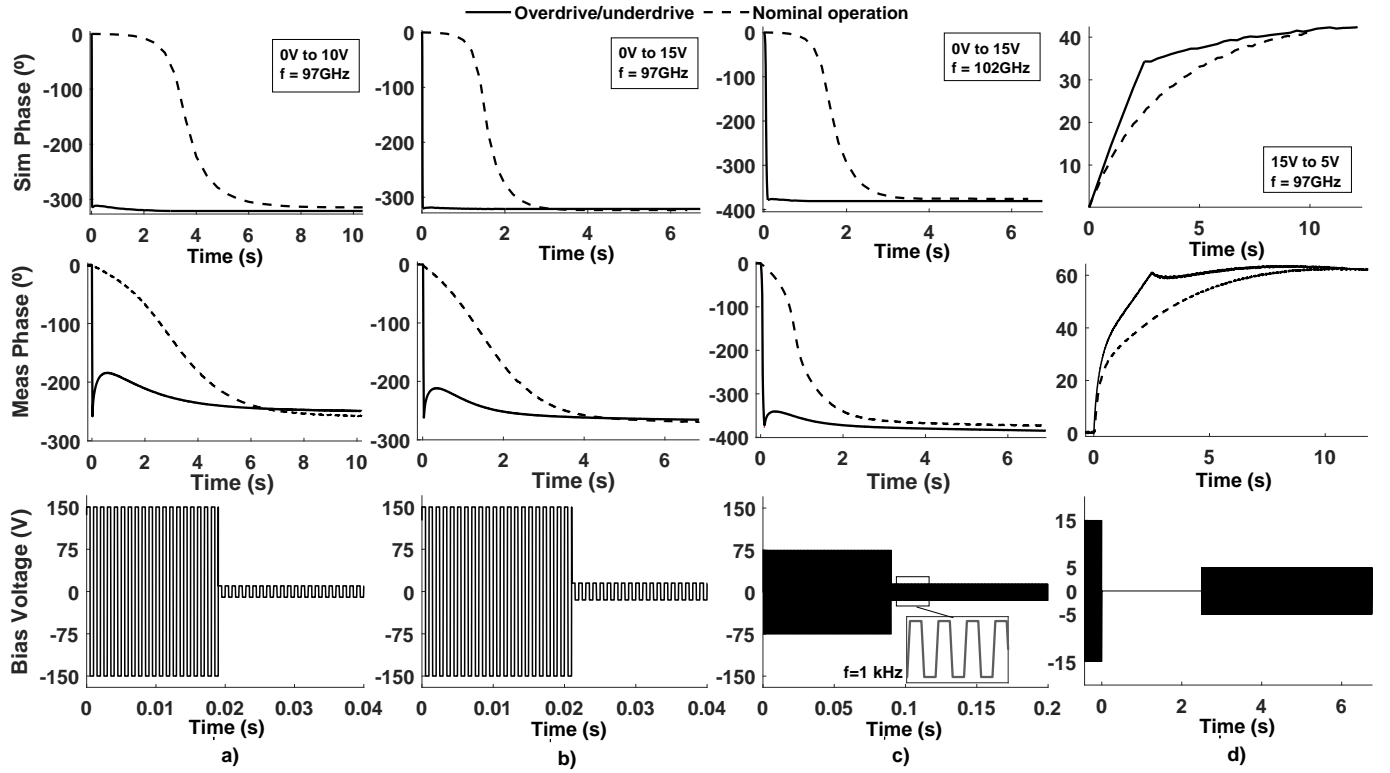 Overdrive/underdrive Nominal operation
Sim Phase (º)
0
-100
-200
-300
0V to 10V
f = 97GHz
0 2 4 6 8 10
Time (s)
0
-100
-200
-300
0V to 15V
f = 97GHz
0 2 4 6
Time (s)
0
-100
-200
-300
-400
0V to 15V
f = 102GHz
0 2 4 6
Time (s)
40
30
20
10
0
15V to 5V
f = 97GHz
0 5 10
Time (s)
Meas Phase (º)
0
-100
-200
-300
0 2 4 6 8 10
Time (s)
0
-100
-200
-300
0 2 4 6
Time (s)
0
-100
-200
-300
-400
0 2 4 6
Time (s)
60
40
20
0
0 5 10
Time (s)
Bias Voltage (V)
150
75
0
-75
-150
0 0.01 0.02 0.03 0.04
Time (s)
a)
150
75
0
-75
-150
0 0.01 0.02 0.03 0.04
Time (s)
b)
150
75
0
-75
-150
f=1 kHz
0 0.05 0.1 0.15 0.2
Time (s)
c)
15
5
0
-5
-15
0 2 4 6
Time (s)
d)